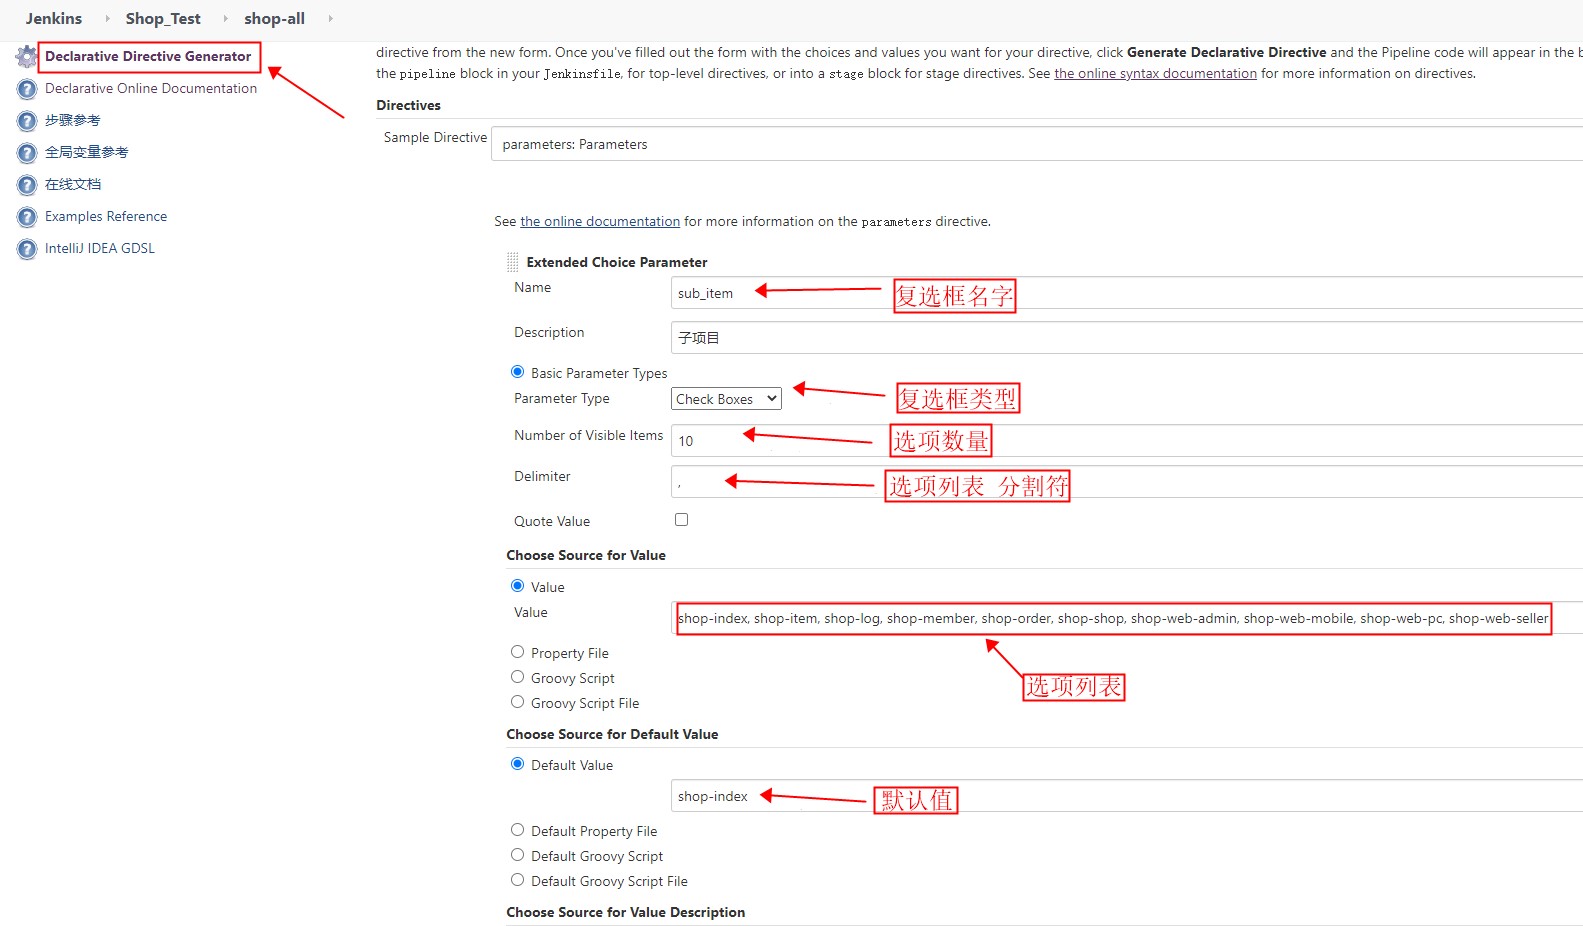 Jenkins Shop_Test shop-all
Declarative Directive Generator
Declarative Online Documentation
步骤参考
全局变量参考
在线文档
Examples Reference
IntelliJ IDEA GDSL
directive from the new form. Once you've filled out the form with the choices and values you want for your directive, click Generate Declarative Directive and the Pipeline code will appear in the b
the pipeline block in your Jenkinsfile, for top-level directives, or into a stage block for stage directives. See the online syntax documentation for more information on directives.
Directives
Sample Directive parameters: Parameters
See the online documentation for more information on the parameters directive.
Extended Choice Parameter
Name sub_item 复选框名字
Description 子项目
Basic Parameter Types
Parameter Type Check Boxes 复选框类型
Number of Visible Items 10 选项数量
Delimiter , 选项列表 分割符
Quote Value
Choose Source for Value
Value
Value shop-index, shop-item, shop-log, shop-member, shop-order, shop-shop, shop-web-admin, shop-web-mobile, shop-web-pc, shop-web-seller
Property File
Groovy Script
选项列表
Groovy Script File
Choose Source for Default Value
Default Value
shop-index 默认值
Default Property File
Default Groovy Script
Default Groovy Script File
Choose Source for Value Description